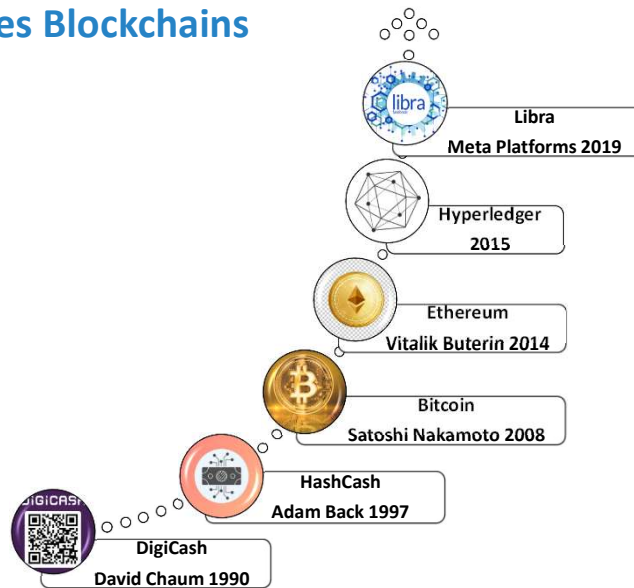 es Blockchains
libra
Libra
Meta Platforms 2019
Hyperledger
2015
Ethereum
Vitalik Buterin 2014
Bitcoin
Satoshi Nakamoto 2008
HashCash
Adam Back 1997
DIGICASH
DigiCash
David Chaum 1990